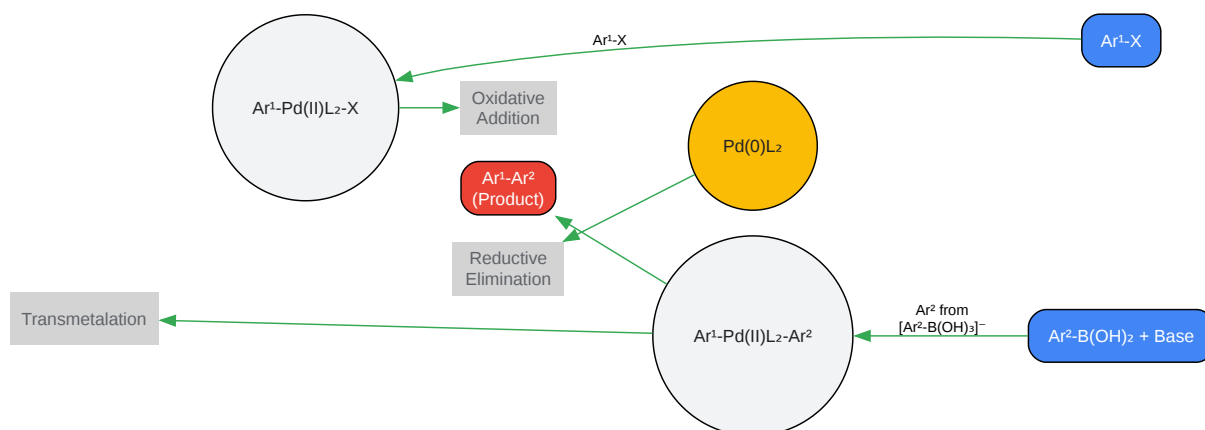 Ar¹-X
Ar¹-X
Ar¹-Pd(II)L₂-X
Oxidative
Addition
Pd(0)L₂
Ar¹-Ar²
(Product)
Reductive
Elimination
Transmetalation
Ar¹-Pd(II)L₂-Ar²
Ar² from
[Ar²-B(OH)₃]⁻
Ar²-B(OH)₂ + Base